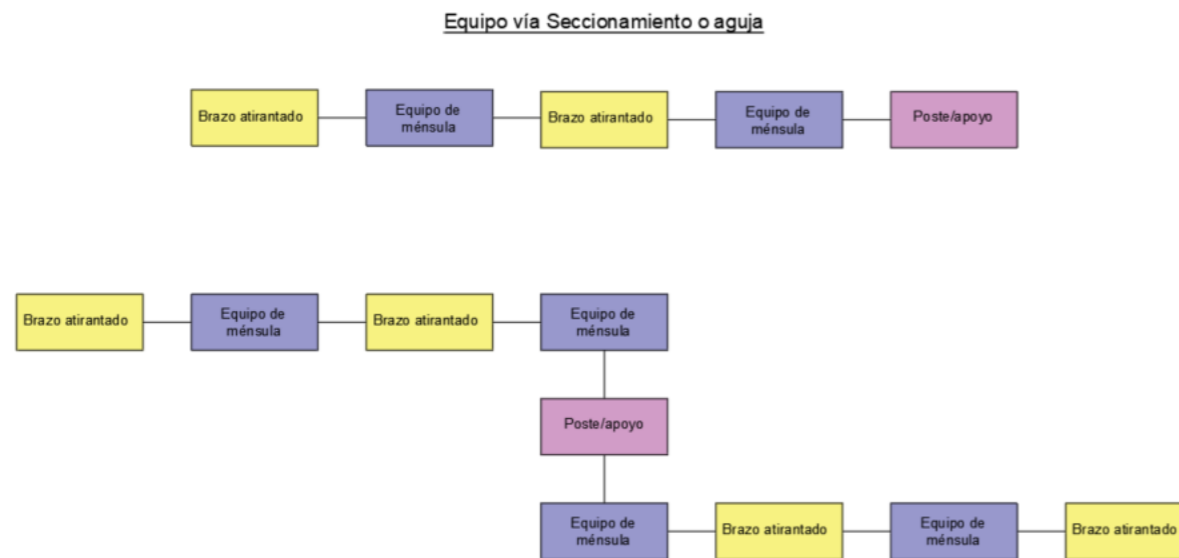 Equipo vía Seccionamiento o aguja
Brazo atirantado
Equipo de
ménsula
Brazo atirantado
Equipo de
ménsula
Poste/apoyo
Brazo atirantado
Equipo de
ménsula
Brazo atirantado
Equipo de
ménsula
Poste/apoyo
Equipo de
ménsula
Brazo atirantado
Equipo de
ménsula
Brazo atirantado